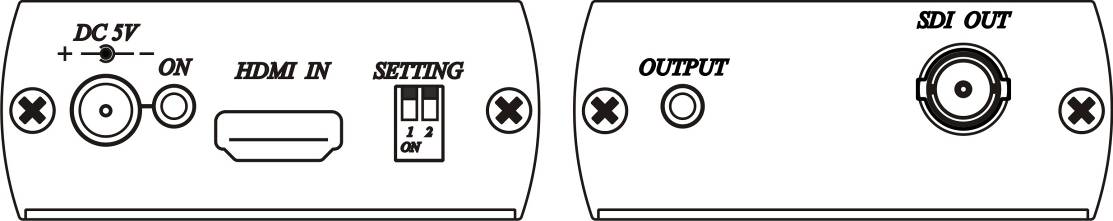 DC 5V
+ −
ON
HDMI IN
SETTING
1 2
ON
OUTPUT
SDI OUT